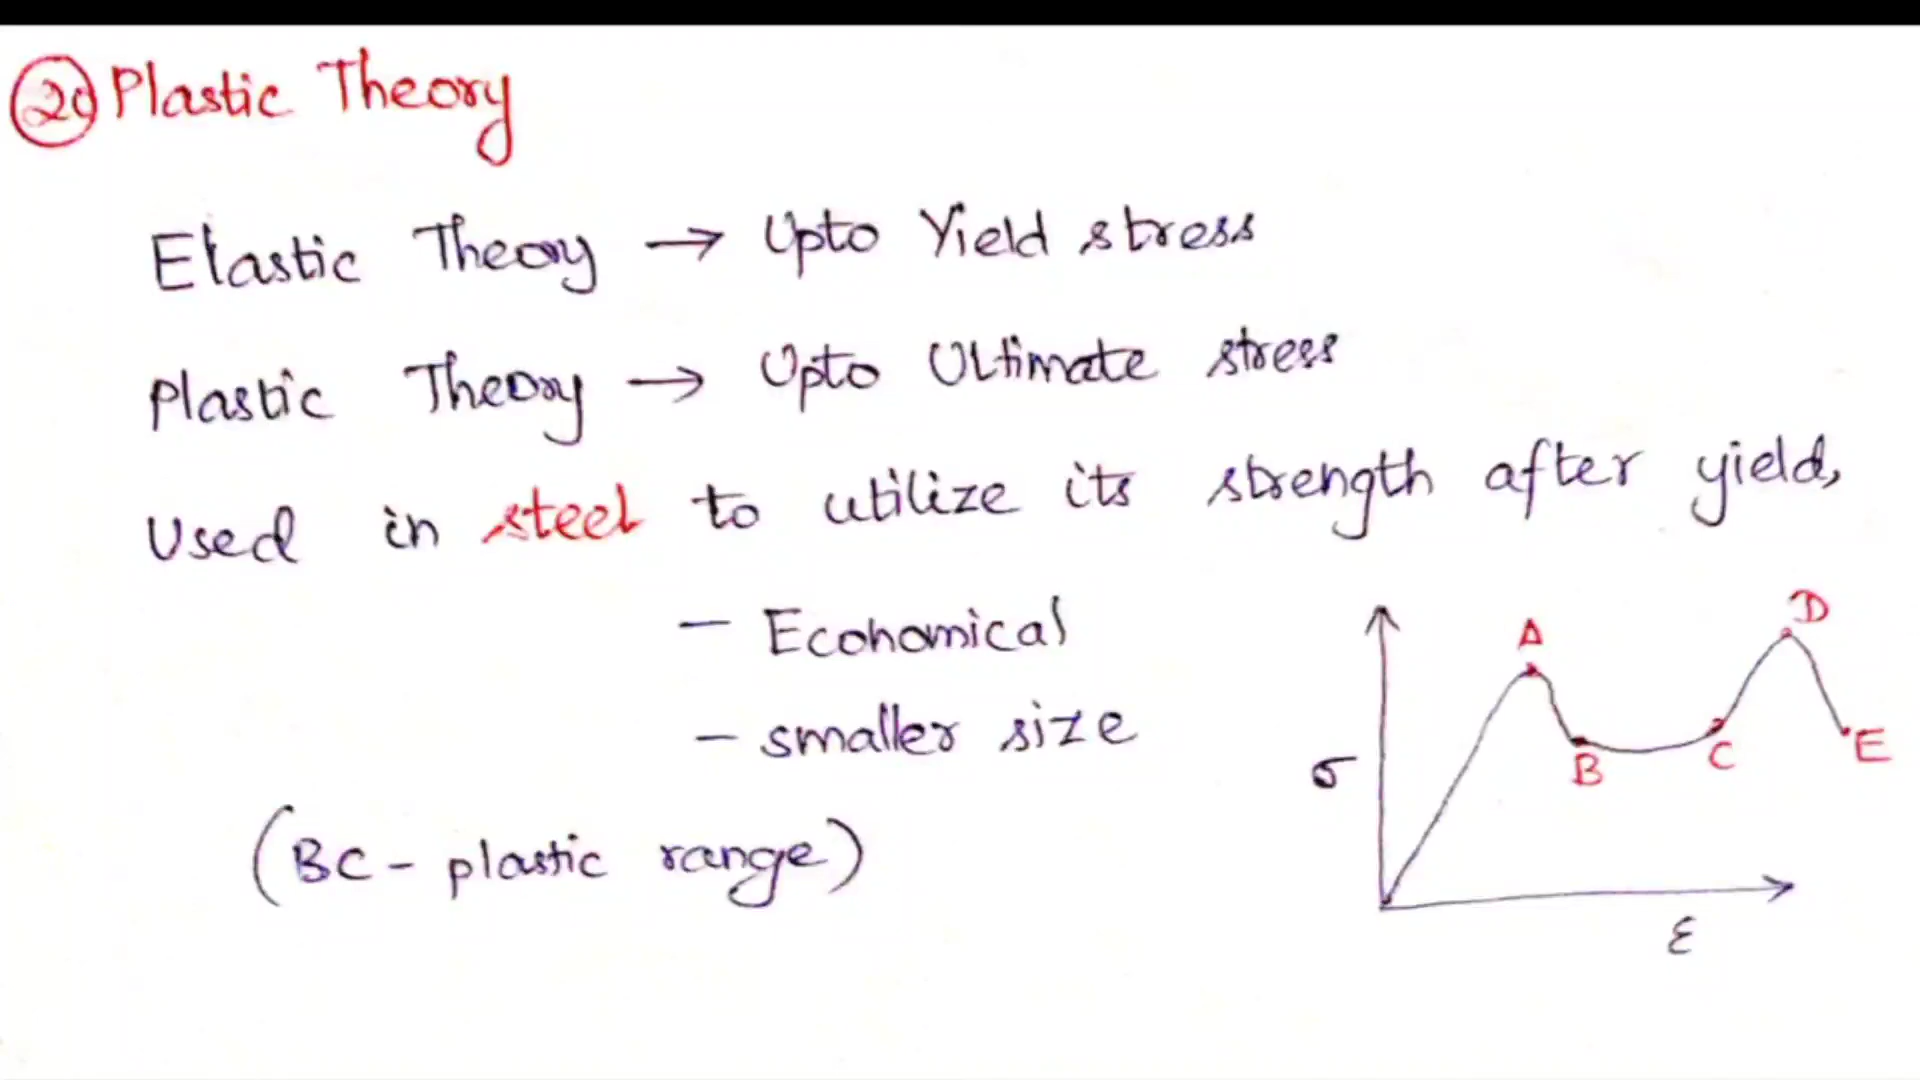 20 Plastic Theory
Elastic Theory → Upto Yield stress
Plastic Theory → Upto Ultimate stress
Used in steel to utilize its strength after yield,
- Economical
- smaller size
(BC - plastic range)
A
D
B
C
E
σ
ε